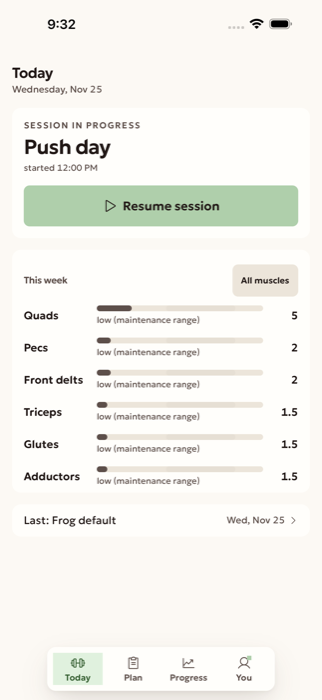 9:32
Today
Wednesday, Nov 25
SESSION IN PROGRESS
Push day
started 12:00 PM
Resume session
This week
All muscles
Quads
low (maintenance range)
5
Pecs
low (maintenance range)
2
Front delts
low (maintenance range)
2
Triceps
low (maintenance range)
1.5
Glutes
low (maintenance range)
1.5
Adductors
low (maintenance range)
1.5
Last: Frog default
Wed, Nov 25
Today
Plan
Progress
You